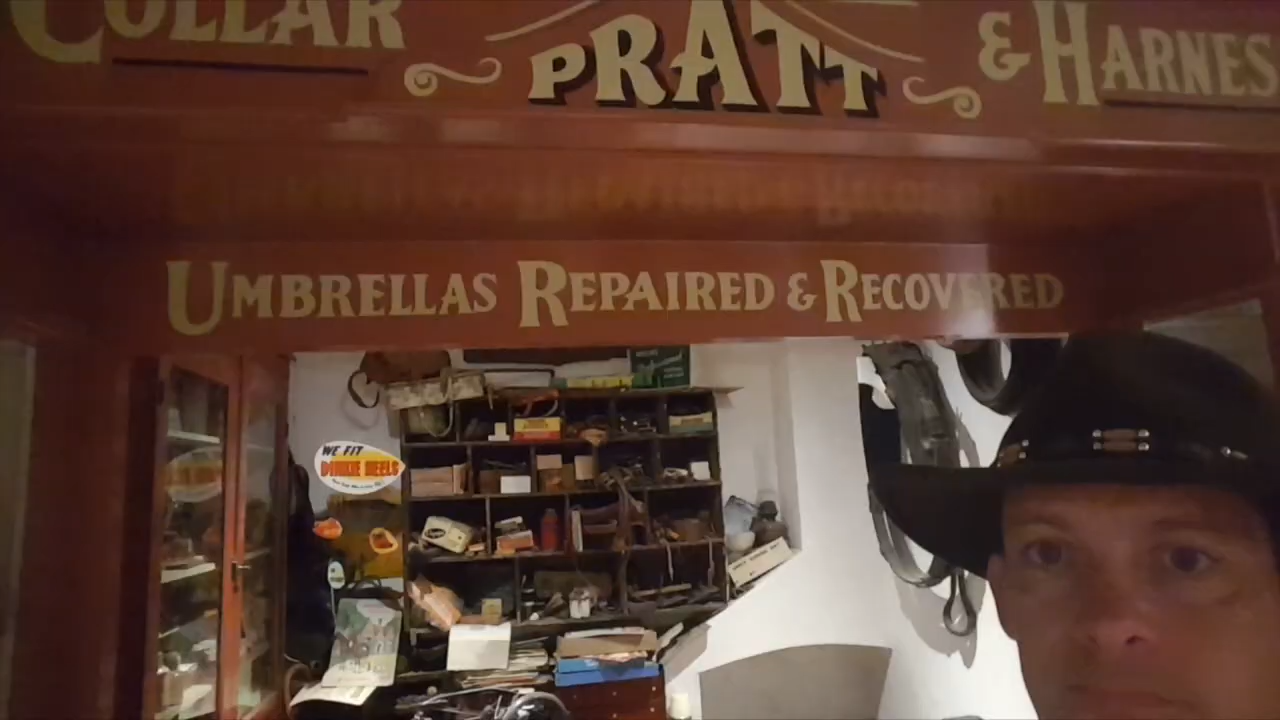 COLLAR PRATT & HARNES
UMBRELLAS REPAIRED & RECOVERED
WE FIT
DINKIE HEELS